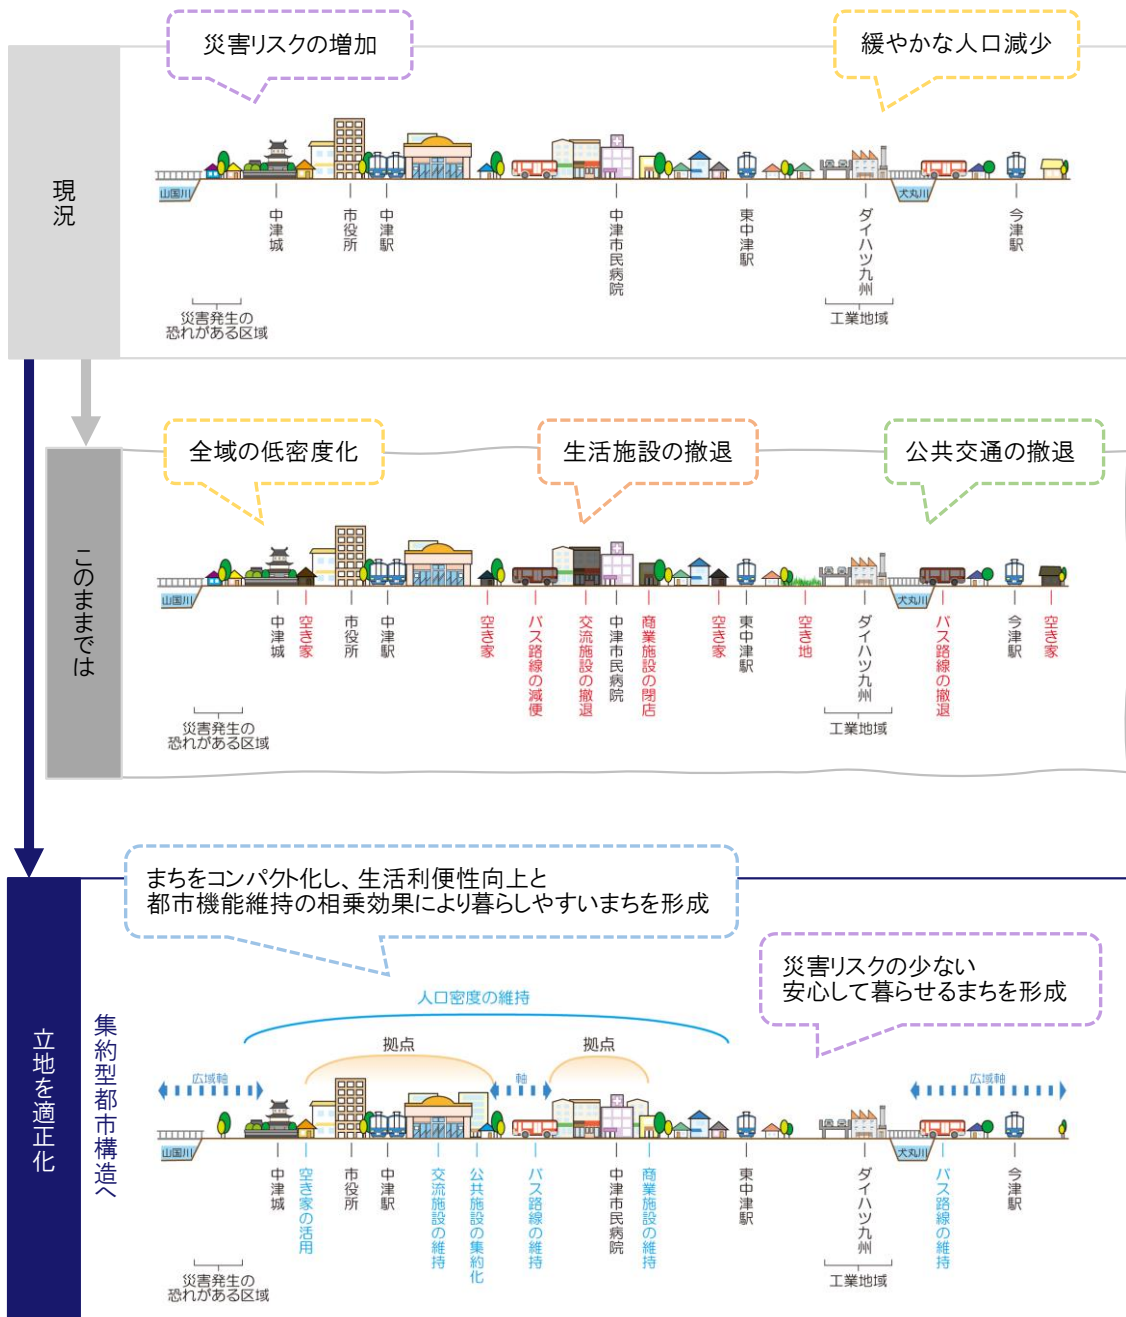 災害リスクの増加
緩やかな人口減少
現況
山国川
犬丸川
中津城
市役所
中津駅
中津市民病院
東中津駅
ダイハツ九州
今津駅
災害発生の
恐れがある区域
工業地域
全域の低密度化
生活施設の撤退
公共交通の撤退
このままでは
山国川
犬丸川
中津城
空き家
市役所
中津駅
空き家
バス路線の減便
交流施設の撤退
中津市民病院
商業施設の閉店
空き家
東中津駅
空き地
ダイハツ九州
バス路線の撤退
今津駅
空き家
災害発生の
恐れがある区域
工業地域
まちをコンパクト化し、生活利便性向上と
都市機能維持の相乗効果により暮らしやすいまちを形成
災害リスクの少ない
安心して暮らせるまちを形成
立地を適正化
集約型都市構造へ
人口密度の維持
拠点
拠点
広域軸
軸
広域軸
山国川
犬丸川
中津城
空き家の活用
市役所
中津駅
交流施設の維持
公共施設の集約化
バス路線の維持
中津市民病院
商業施設の維持
東中津駅
ダイハツ九州
バス路線の維持
今津駅
災害発生の
恐れがある区域
工業地域